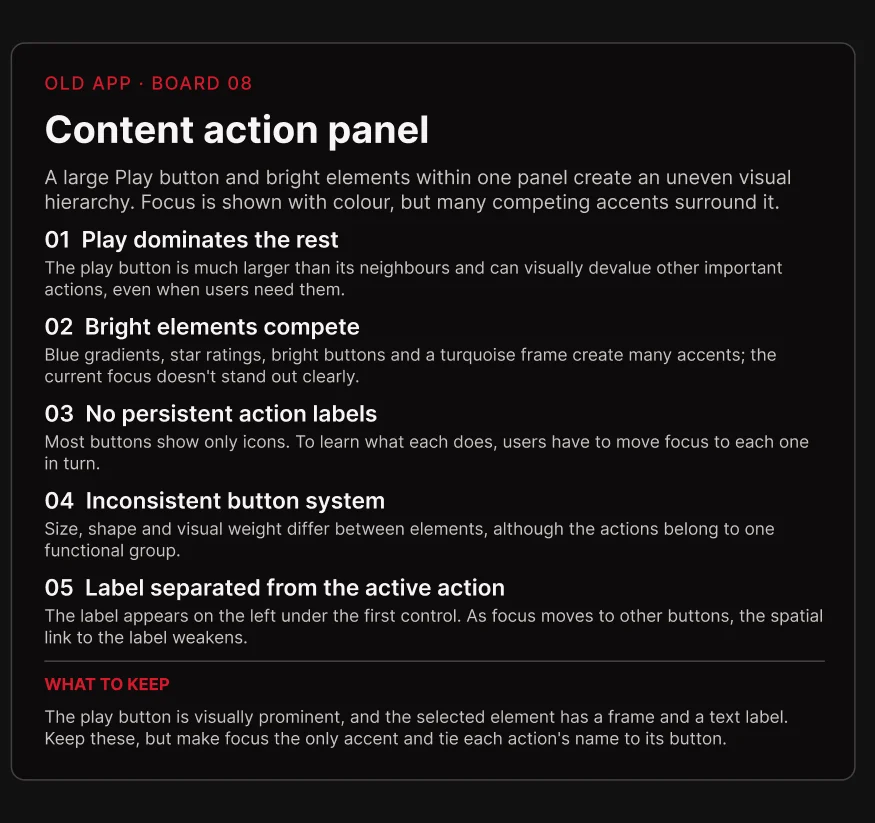 OLD APP · BOARD 08
Content action panel
A large Play button and bright elements within one panel create an uneven visual
hierarchy. Focus is shown with colour, but many competing accents surround it.
01 Play dominates the rest
The play button is much larger than its neighbours and can visually devalue other important
actions, even when users need them.
02 Bright elements compete
Blue gradients, star ratings, bright buttons and a turquoise frame create many accents; the
current focus doesn't stand out clearly.
03 No persistent action labels
Most buttons show only icons. To learn what each does, users have to move focus to each one
in turn.
04 Inconsistent button system
Size, shape and visual weight differ between elements, although the actions belong to one
functional group.
05 Label separated from the active action
The label appears on the left under the first control. As focus moves to other buttons, the spatial
link to the label weakens.
WHAT TO KEEP
The play button is visually prominent, and the selected element has a frame and a text label.
Keep these, but make focus the only accent and tie each action's name to its button.